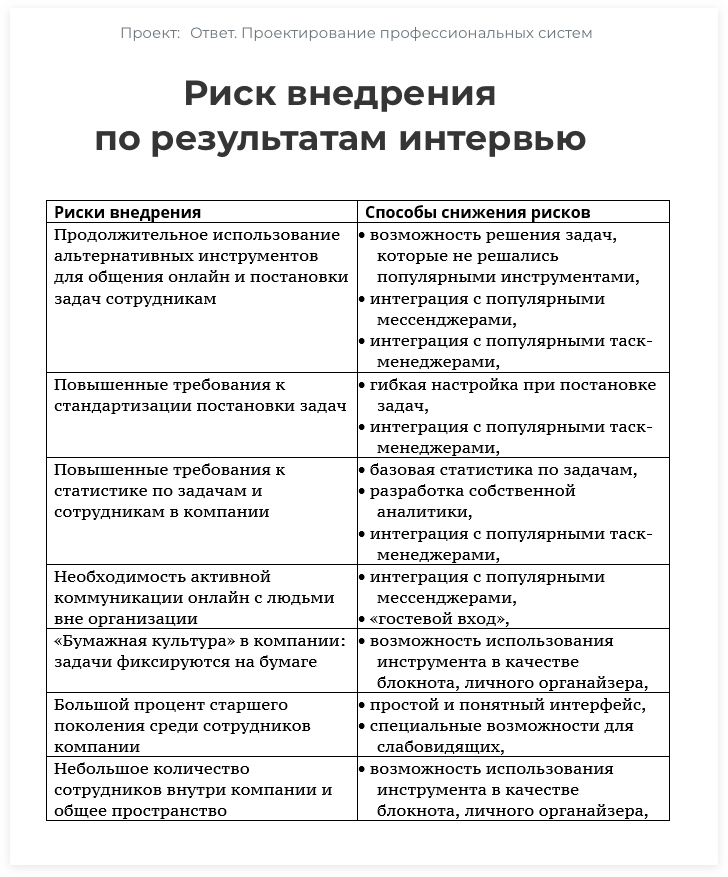 Проект: Ответ. Проектирование профессиональных систем
Риск внедрения
по результатам интервью
Риски внедрения
Способы снижения рисков
Продолжительное использование
альтернативных инструментов
для общения онлайн и постановки
задач сотрудникам
• возможность решения задач,
которые не решались
популярными инструментами,
• интеграция с популярными
мессенджерами,
• интеграция с популярными таск-
менеджерами,
Повышенные требования к
стандартизации постановки задач
• гибкая настройка при постановке
задач,
• интеграция с популярными таск-
менеджерами,
Повышенные требования к
статистике по задачам и
сотрудникам в компании
• базовая статистика по задачам,
• разработка собственной
аналитики,
• интеграция с популярными таск-
менеджерами,
Необходимость активной
коммуникации онлайн с людьми
вне организации
• интеграция с популярными
мессенджерами,
• «гостевой вход»,
«Бумажная культура» в компании:
задачи фиксируются на бумаге
• возможность использования
инструмента в качестве
блокнота, личного органайзера,
Большой процент старшего
поколения среди сотрудников
компании
• простой и понятный интерфейс,
• специальные возможности для
слабовидящих,
Небольшое количество
сотрудников внутри компании и
общее пространство
• возможность использования
инструмента в качестве
блокнота, личного органайзера,